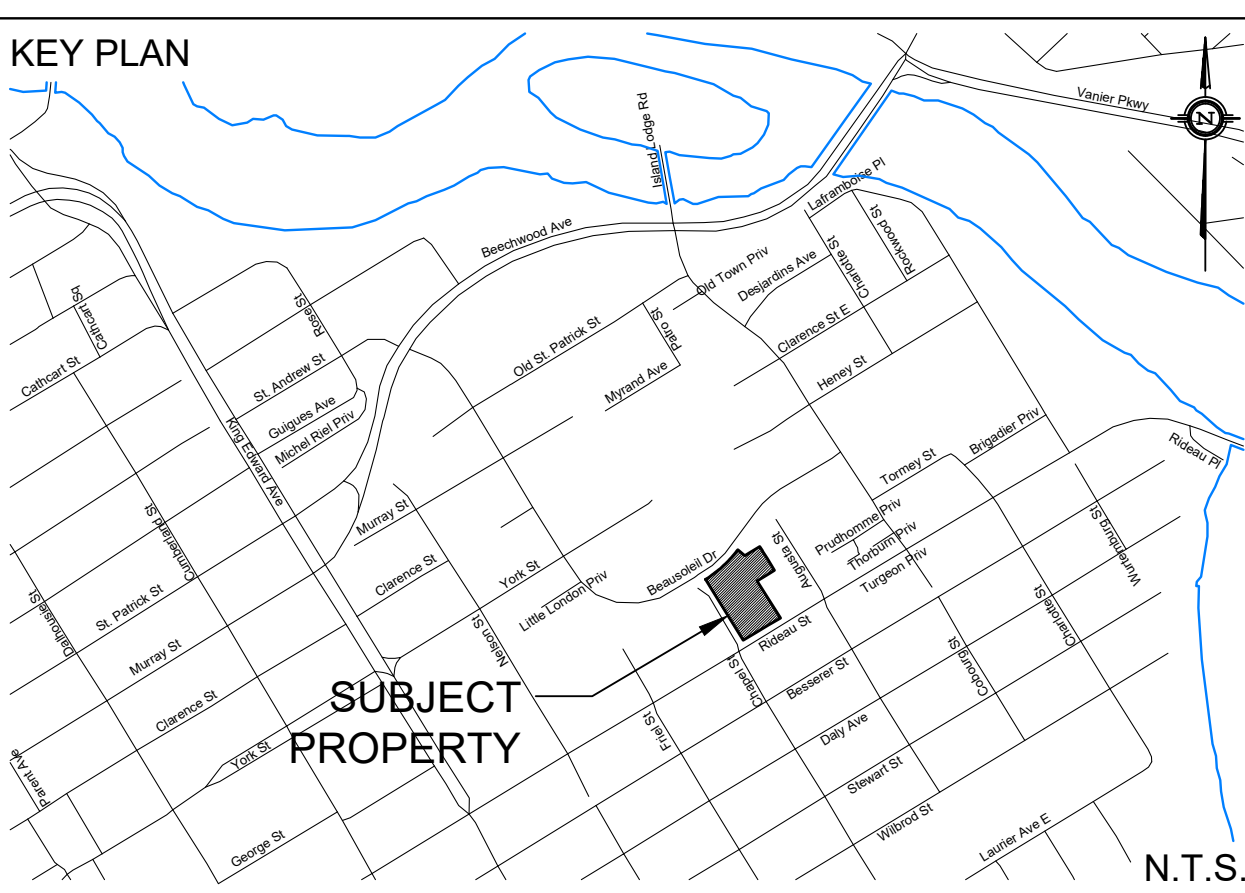 KEY PLAN
Vanier Pkwy
N
Island Lodge Rd
Laframboise Pl
Beechwood Ave
Rockwood St
Charlotte St
Old Town Priv
Desjardins Ave
Cathcart Sq
Rose St
Patro St
Clarence St E
Old St. Patrick St
Cathcart St
St. Andrew St
Myrand Ave
Heney St
Guigues Ave
Michel Riel Priv
King Edward Ave
Brigadier Priv
Rideau Pl
Tormey St
Murray St
Cumberland St
Prudhomme Priv
Thorburn Priv
Turgeon Priv
Augusta St
Wurtemburg St
Clarence St
York St
Beausoleil Dr
Little London Priv
Dalhousie St
St. Patrick St
Nelson St
Charlotte St
Rideau St
Murray St
Besserer St
Cobourg St
Chapel St
SUBJECT
PROPERTY
Clarence St
Friel St
Daly Ave
York St
Parent Ave
Stewart St
Wilbrod St
George St
Laurier Ave E
N.T.S.